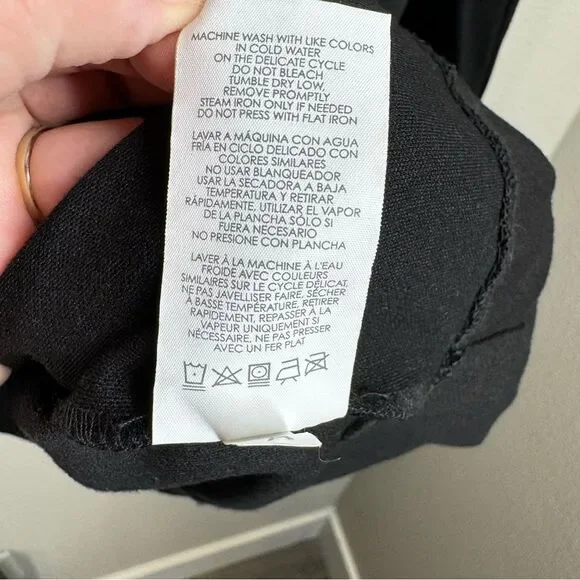 MACHINE WASH WITH LIKE COLORS
IN COLD WATER
ON THE DELICATE CYCLE
DO NOT BLEACH
TUMBLE DRY LOW,
REMOVE PROMPTLY
STEAM IRON ONLY IF NEEDED
DO NOT PRESS WITH FLAT IRON
LAVAR A MÁQUINA CON AGUA
FRÍA EN CICLO DELICADO CON
COLORES SIMILARES
NO USAR BLANQUEADOR
USAR LA SECADORA A BAJA
TEMPERATURA Y RETIRAR
RÁPIDAMENTE, UTILIZAR EL VAPOR
DE LA PLANCHA SÓLO SI
FUERA NECESARIO
NO PRESIONE CON PLANCHA
LAVER À LA MACHINE À L'EAU
FROIDE AVEC COULEURS
SIMILAIRES SUR LE CYCLE DÉLICAT,
NE PAS JAVELLISER FAIRE, SÉCHER
À BASSE TEMPÉRATURE, RETIRER
RAPIDEMENT, REPASSER À LA
VAPEUR UNIQUEMENT SI
NÉCESSAIRE, NE PAS PRESSER
AVEC UN FER PLAT